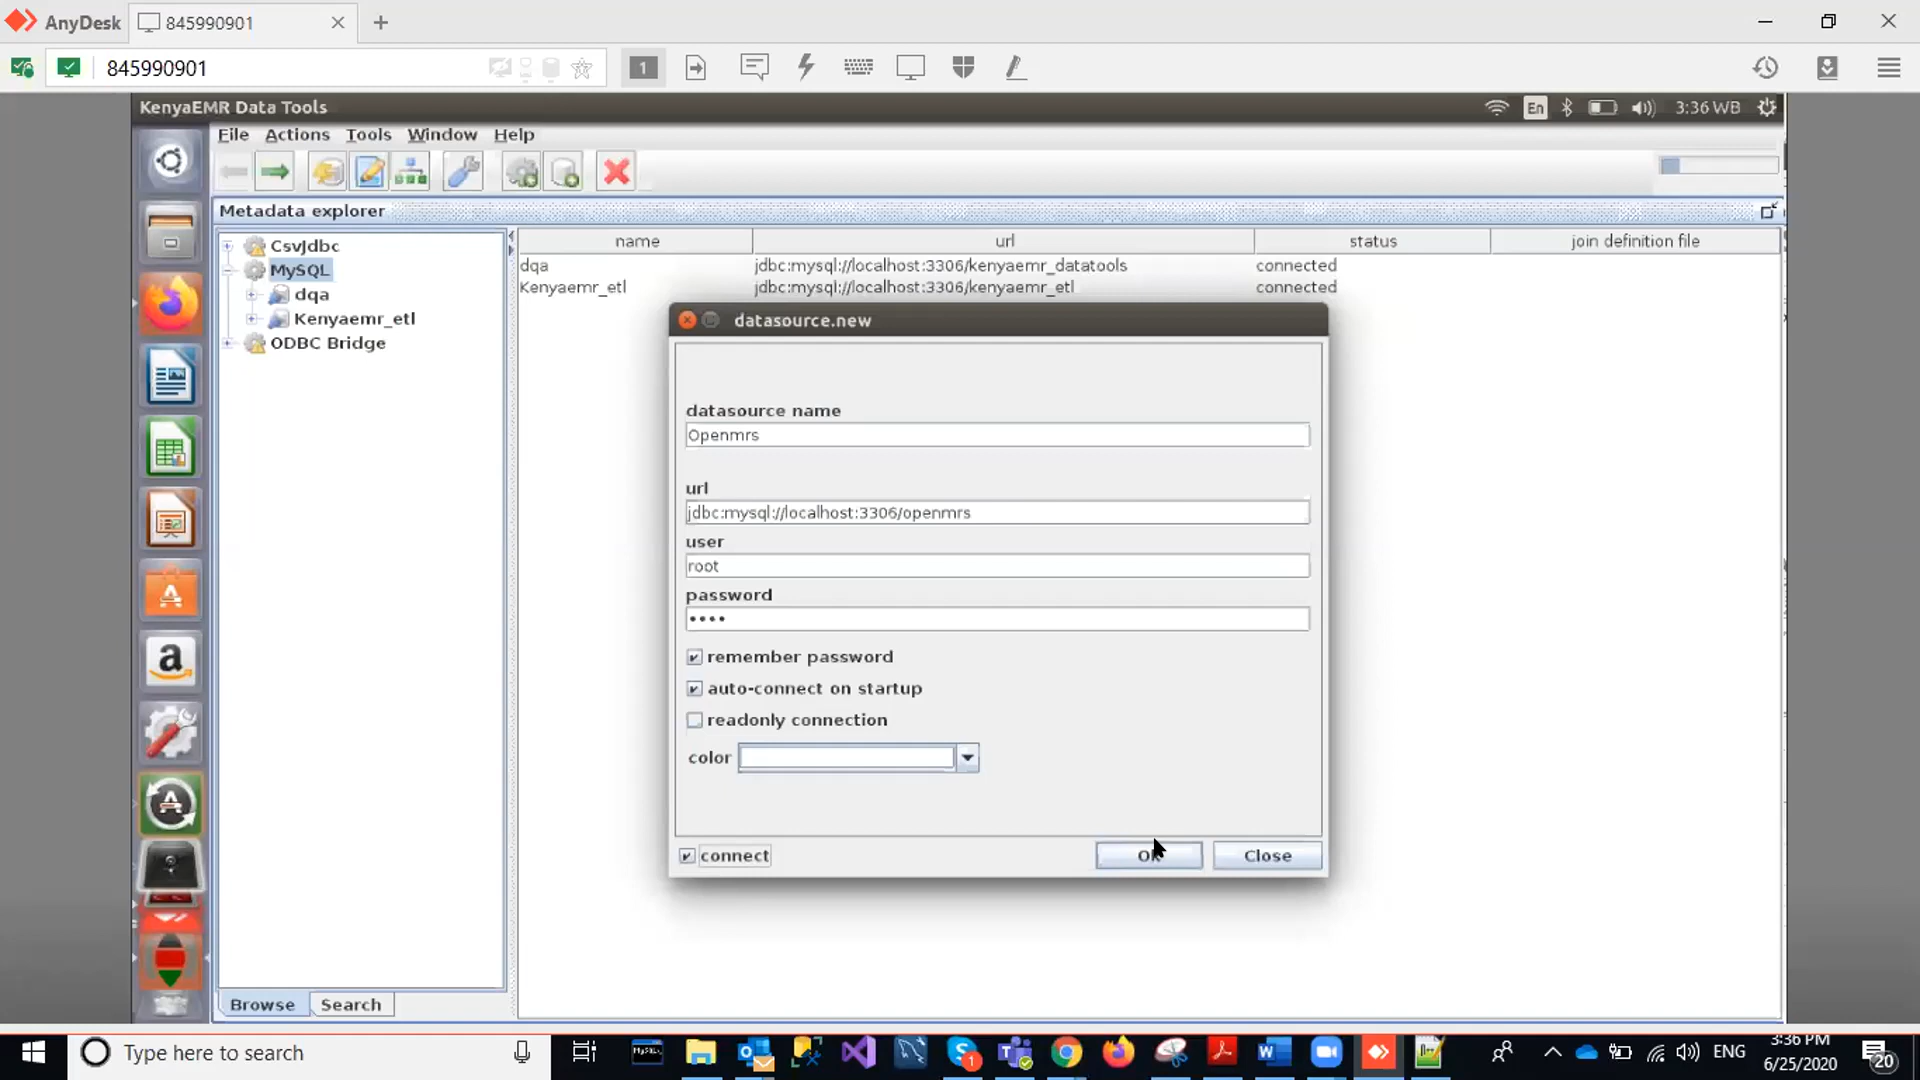 AnyDesk 845990901
845990901 1
KenyaEMR Data Tools En 3:36 WB
File Actions Tools Window Help
Metadata explorer
CsvJdbc
MySQL
dqa
Kenyaemr_etl
ODBC Bridge
name url status join definition file
dqa jdbc:mysql://localhost:3306/kenyaemr_datatools connected
Kenyaemr_etl jdbc:mysql://localhost:3306/kenyaemr_etl connected
datasource.new
datasource name
Openmrs
url
jdbc:mysql://localhost:3306/openmrs
user
root
password
••••
remember password
auto-connect on startup
readonly connection
color
connect Ok Close
Browse Search
Type here to search MySQL 1 ENG 3:36 PM
6/25/2020 20